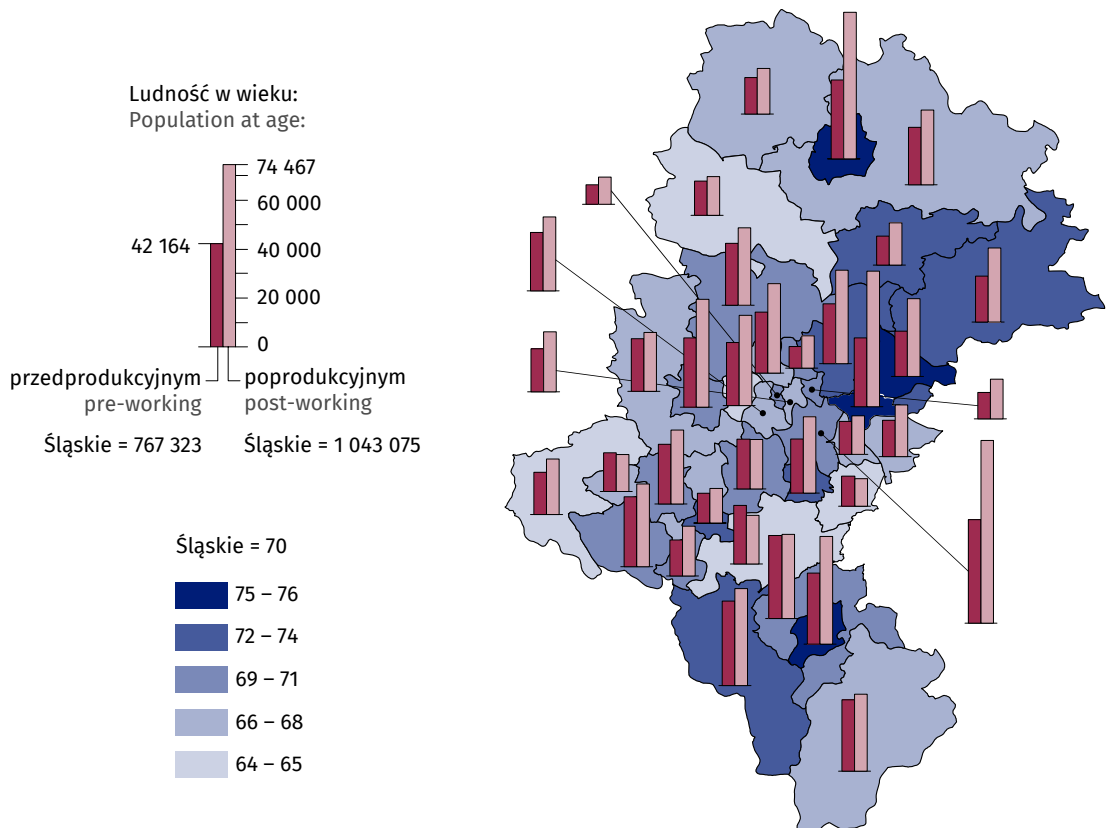 Ludność w wieku:
Population at age:
74 467
60 000
42 164
40 000
20 000
0
przedprodukcyjnym
pre-working
poprodukcyjnym
post-working
Śląskie = 767 323
Śląskie = 1 043 075
Śląskie = 70
75 – 76
72 – 74
69 – 71
66 – 68
64 – 65